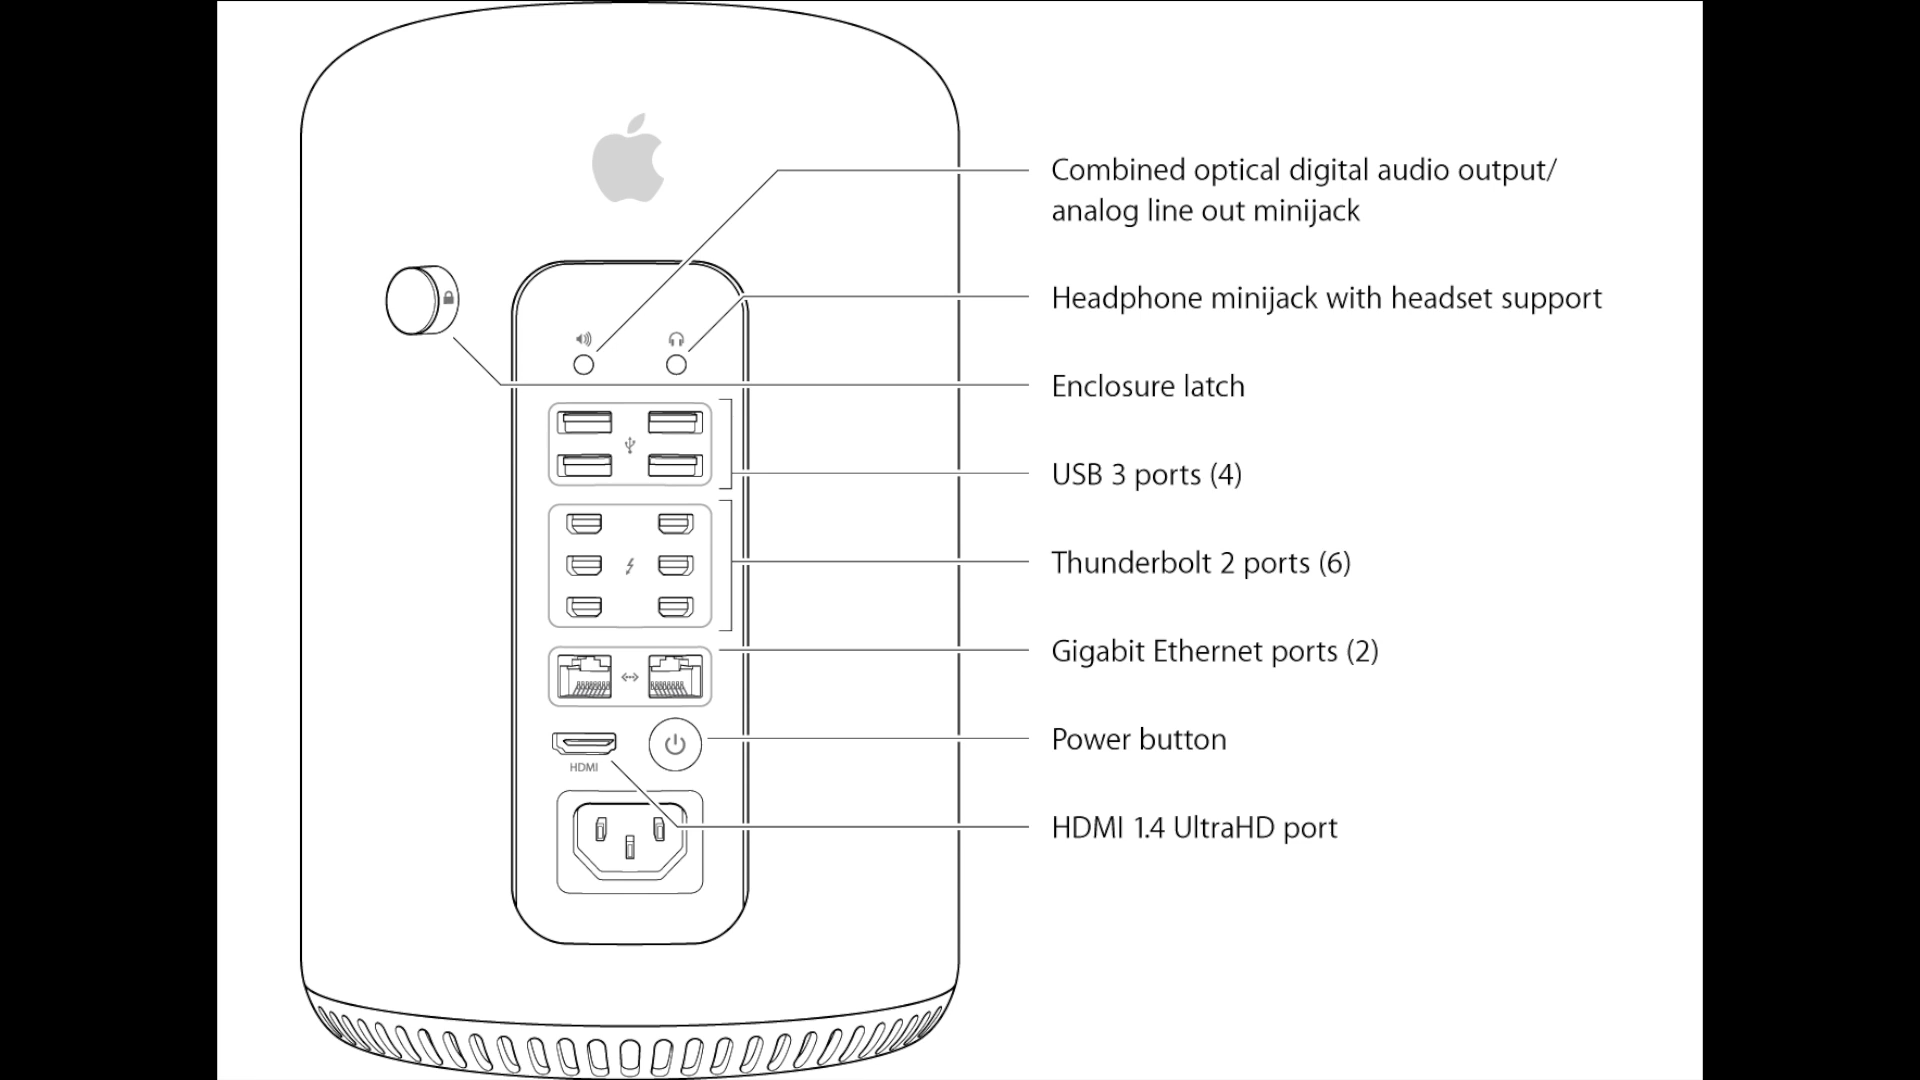 Combined optical digital audio output/
analog line out minijack
Headphone minijack with headset support
Enclosure latch
USB 3 ports (4)
Thunderbolt 2 ports (6)
Gigabit Ethernet ports (2)
Power button
HDMI
HDMI 1.4 UltraHD port